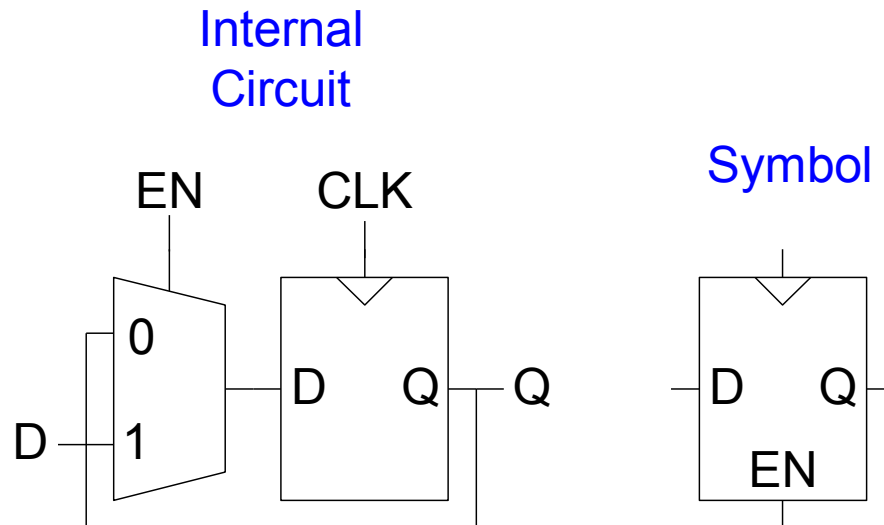 Internal
Circuit
Symbol
EN CLK
0
D Q Q
D 1
D Q
EN